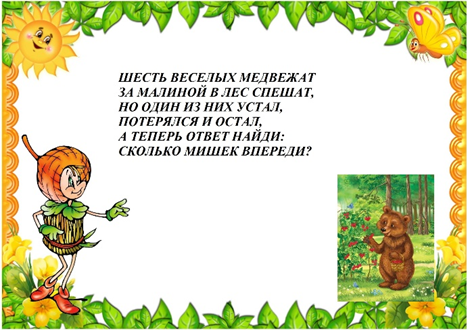 ШЕСТЬ ВЕСЕЛЫХ МЕДВЕЖАТ
ЗА МАЛИНОЙ В ЛЕС СПЕШАТ,
НО ОДИН ИЗ НИХ УСТАЛ,
ПОТЕРЯЛСЯ И ОСТАЛ,
А ТЕПЕРЬ ОТВЕТ НАЙДИ:
СКОЛЬКО МИШЕК ВПЕРЕДИ?